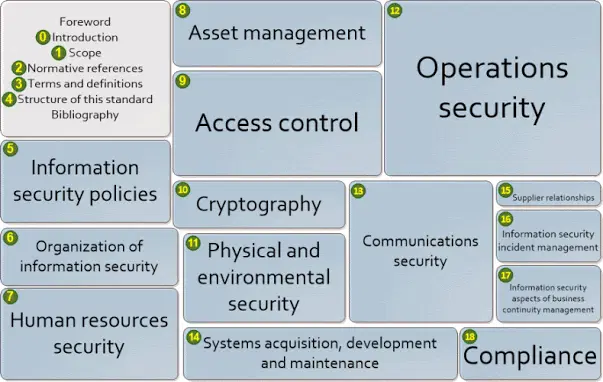 Foreword
0 Introduction
1 Scope
2 Normative references
3 Terms and definitions
4 Structure of this standard
Bibliography
5 Information
security policies
6 Organization of
information security
7 Human resources
security
8 Asset management
9 Access control
10 Cryptography
11 Physical and
environmental
security
12 Operations
security
13 Communications
security
14 Systems acquisition, development
and maintenance
15 Supplier relationships
16 Information security
incident management
17 Information security
aspects of business
continuity management
18 Compliance